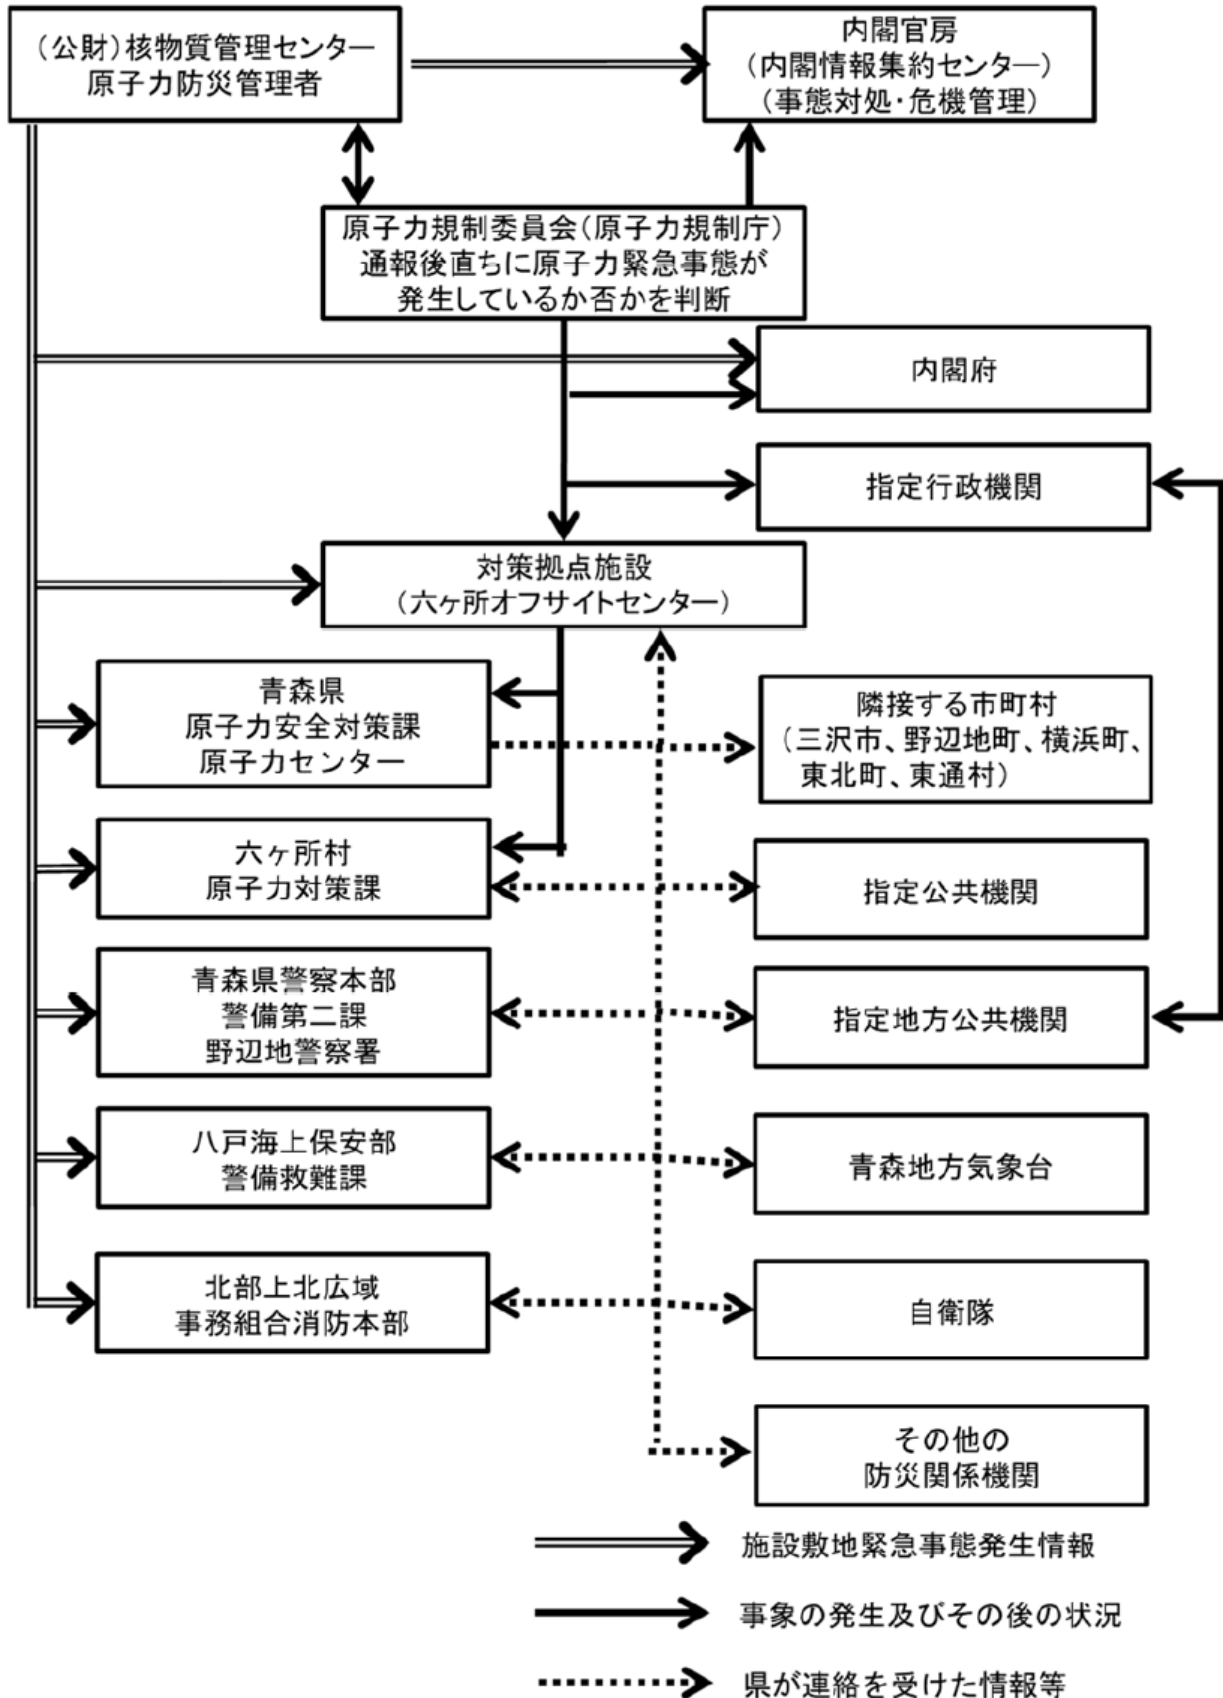 （公財）核物質管理センター
原子力防災管理者
内閣官房
（内閣情報集約センター）
（事態対処・危機管理）
原子力規制委員会（原子力規制庁）
通報後直ちに原子力緊急事態が
発生しているか否かを判断
内閣府
指定行政機関
対策拠点施設
（六ヶ所オフサイトセンター）
青森県
原子力安全対策課
原子力センター
隣接する市町村
（三沢市、野辺地町、横浜町、
東北町、東通村）
六ヶ所村
原子力対策課
指定公共機関
青森県警察本部
警備第二課
野辺地警察署
指定地方公共機関
八戸海上保安部
警備救難課
青森地方気象台
北部上北広域
事務組合消防本部
自衛隊
その他の
防災関係機関
施設敷地緊急事態発生情報
事象の発生及びその後の状況
県が連絡を受けた情報等